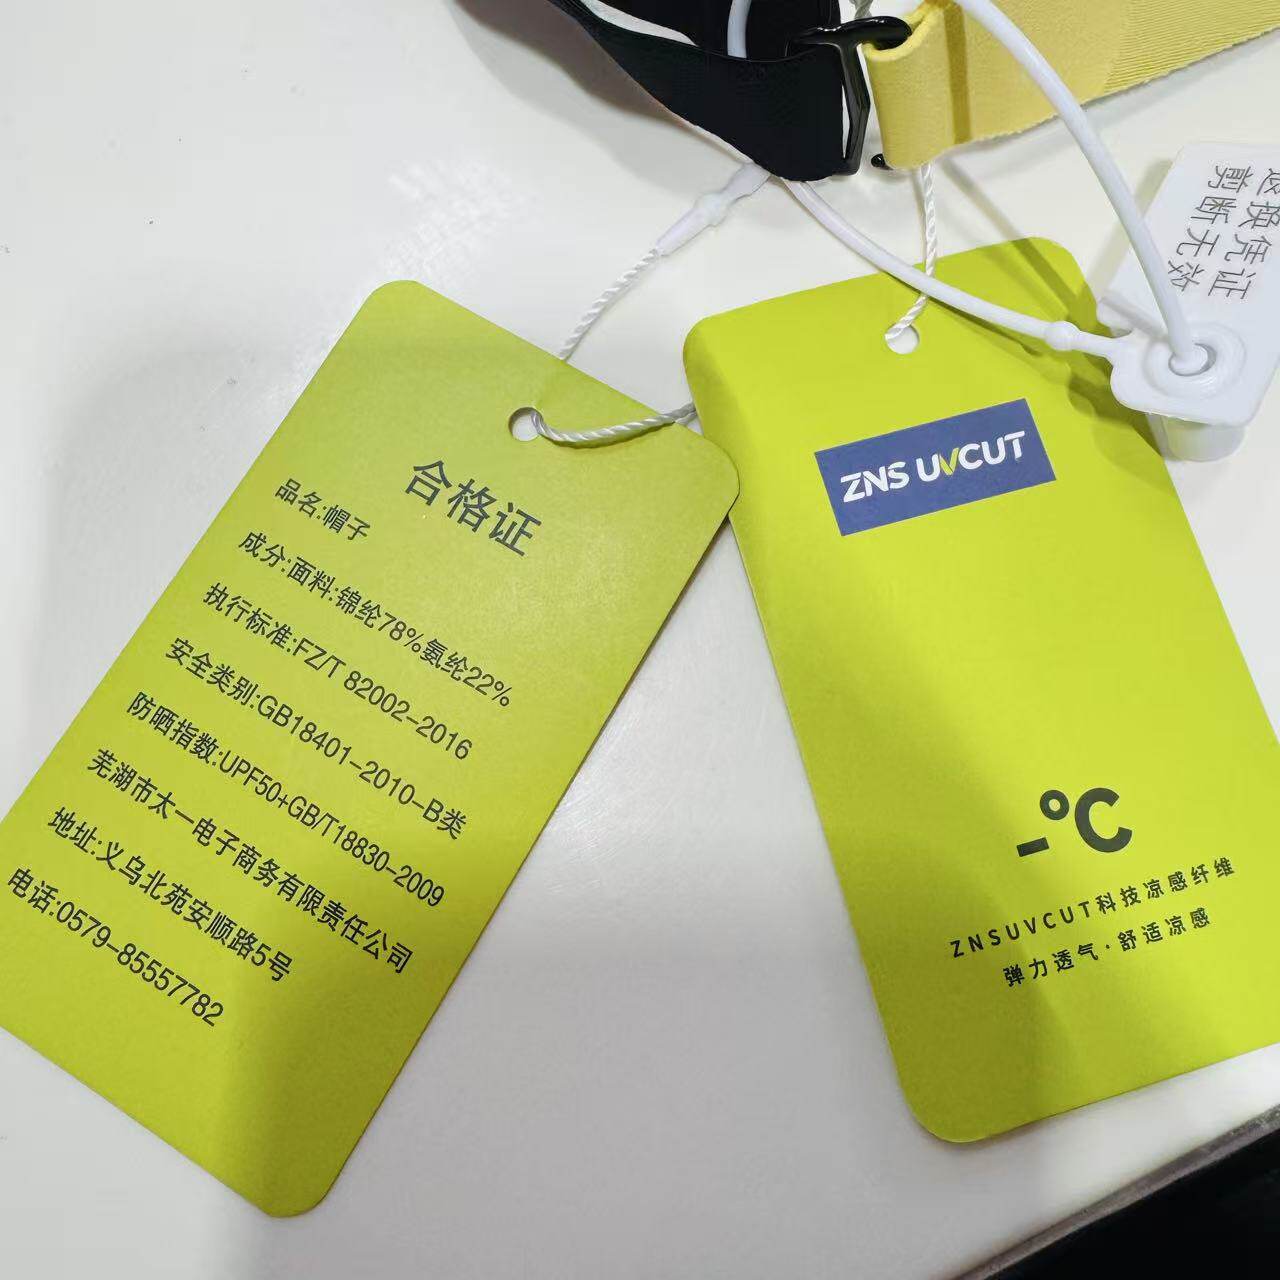 合格证
品名:帽子
成分:面料:锦纶78%氨纶22%
执行标准:FZ/T 82002-2016
安全类别:GB18401-2010-B类
防晒指数:UPF50+GB/T18830-2009
芜湖市太一电子商务有限责任公司
地址:义乌北苑安顺路5号
电话:0579-85557782
ZNS UVCUT
-°C
ZNSUVCUT科技凉感纤维
弹力透气·舒适凉感
退换凭证
剪断无效